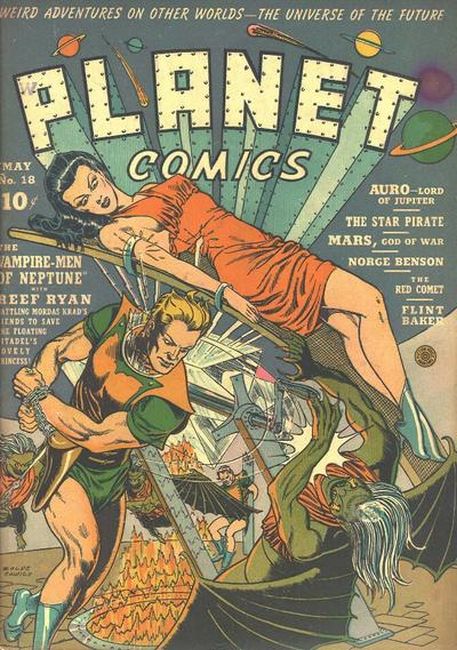 WEIRD ADVENTURES ON OTHER WORLDS—THE UNIVERSE OF THE FUTURE
PLANET
COMICS
MAY
No. 18
10¢
AURO—LORD
OF JUPITER
THE STAR PIRATE
MARS, GOD OF WAR
NORGE BENSON
THE
RED COMET
FLINT
BAKER
THE
VAMPIRE-MEN
OF NEPTUNE"
WITH
REEF RYAN
BATTLING MORDAS KRAD'S
FIENDS TO SAVE
THE FLOATING
CITADEL'S
LOVELY
PRINCESS!